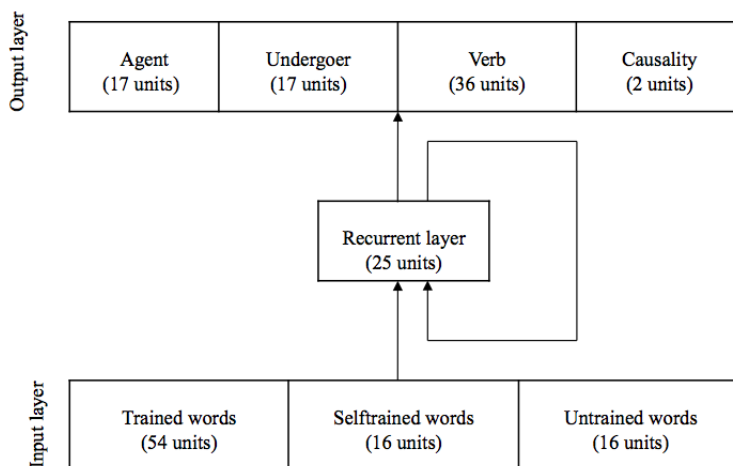 Output layer
Agent
(17 units)
Undergoer
(17 units)
Verb
(36 units)
Causality
(2 units)
Recurrent layer
(25 units)
Input layer
Trained words
(54 units)
Selftrained words
(16 units)
Untrained words
(16 units)